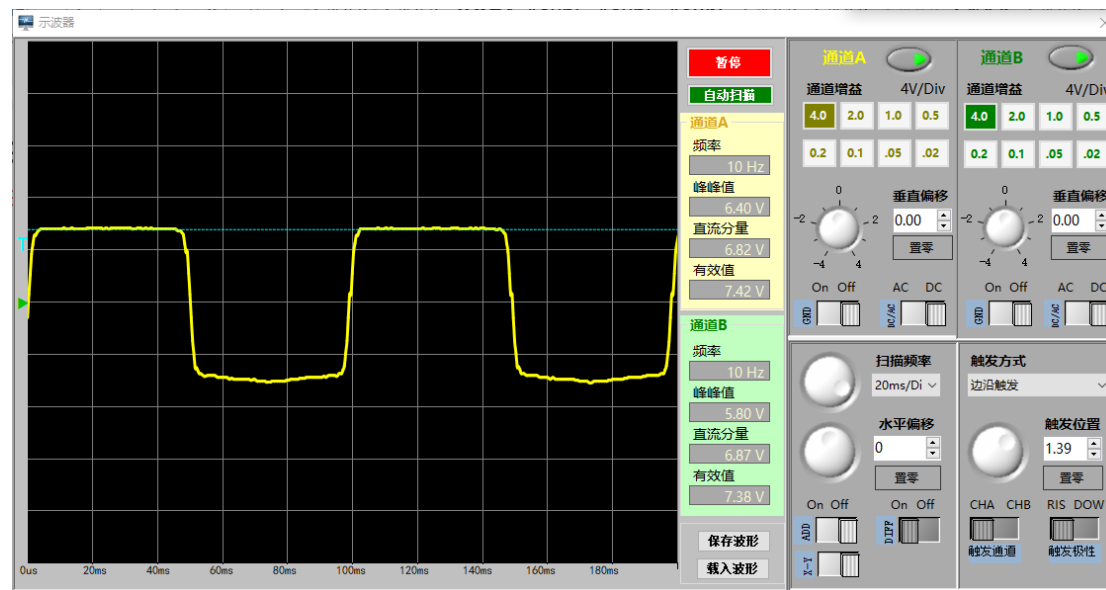 示波器
暂停
自动扫描
通道A
频率
10 Hz
峰峰值
6.40 V
直流分量
6.82 V
有效值
7.42 V
通道B
频率
10 Hz
峰峰值
5.80 V
直流分量
6.87 V
有效值
7.38 V
保存波形
载入波形
T
0us 20ms 40ms 60ms 80ms 100ms 120ms 140ms 160ms 180ms
通道A
通道增益 4V/Div
4.0 2.0 1.0 0.5
0.2 0.1 .05 .02
0
-2 2
-4 4
垂直偏移
0.00
置零
On Off AC DC
GND DC/AC
通道B
通道增益 4V/Div
4.0 2.0 1.0 0.5
0.2 0.1 .05 .02
0
-2 2
-4 4
垂直偏移
0.00
置零
On Off AC DC
GND DC/AC
扫描频率
20ms/Di
水平偏移
0
置零
On Off On Off
ADD DIFF
X-Y
触发方式
边沿触发
触发位置
1.39
置零
CHA CHB RIS DOW
触发通道 触发极性